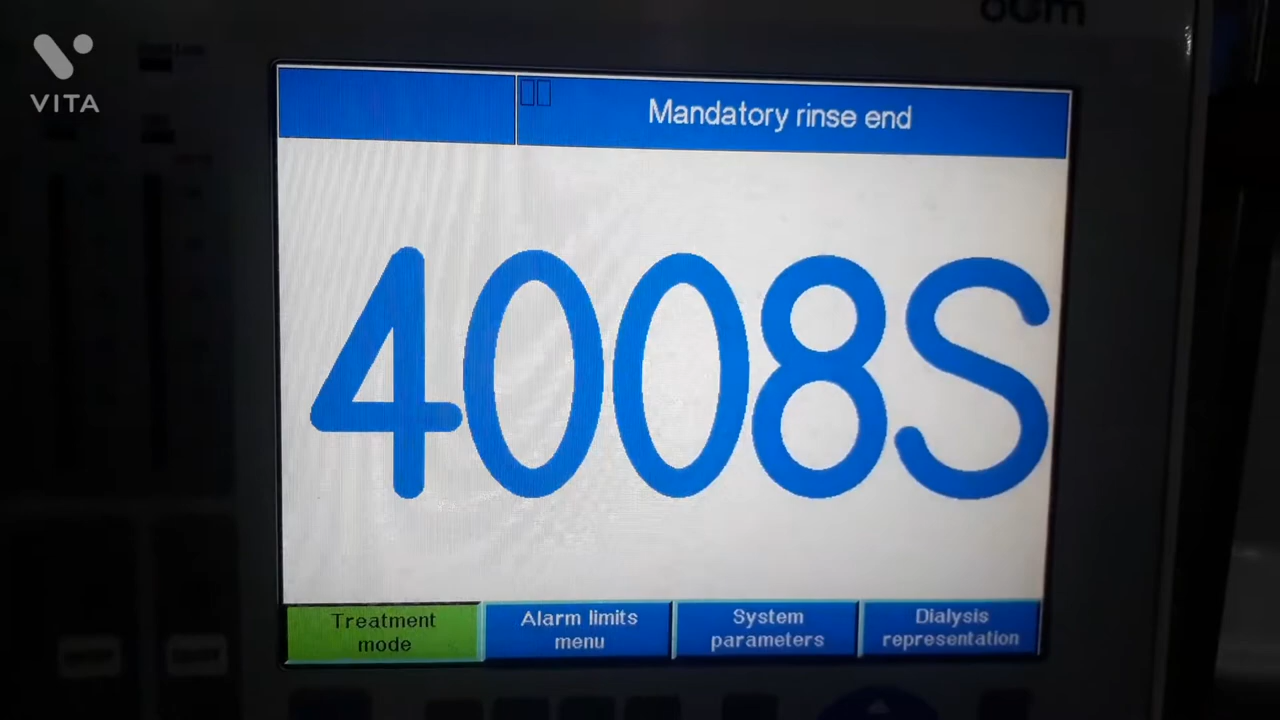 VITA
Mandatory rinse end
4008S
Treatment
mode
Alarm limits
menu
System
parameters
Dialysis
representation